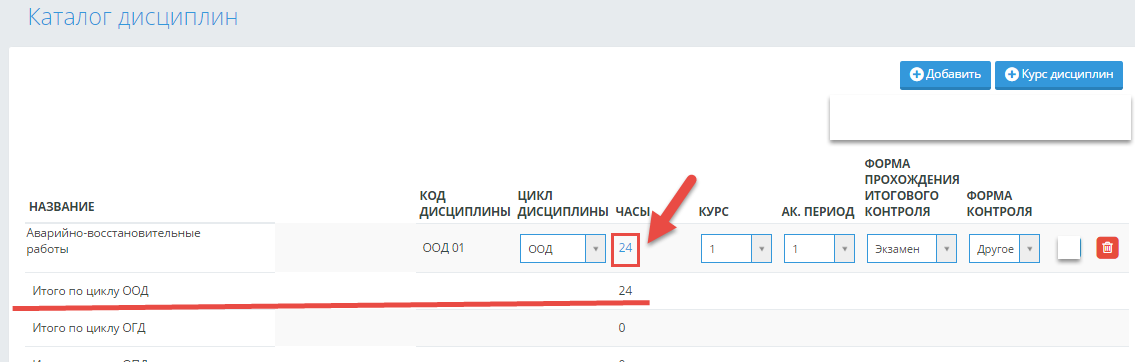 Каталог дисциплин
Добавить Курс дисциплин
НАЗВАНИЕ КОД ДИСЦИПЛИНЫ ЦИКЛ ДИСЦИПЛИНЫ ЧАСЫ КУРС АК. ПЕРИОД ФОРМА ПРОХОЖДЕНИЯ ИТОГОВОГО КОНТРОЛЯ ФОРМА КОНТРОЛЯ
Аварийно-восстановительные работы ООД 01 ООД 24 1 1 Экзамен Другое
Итого по циклу ООД 24
Итого по циклу ОГД 0